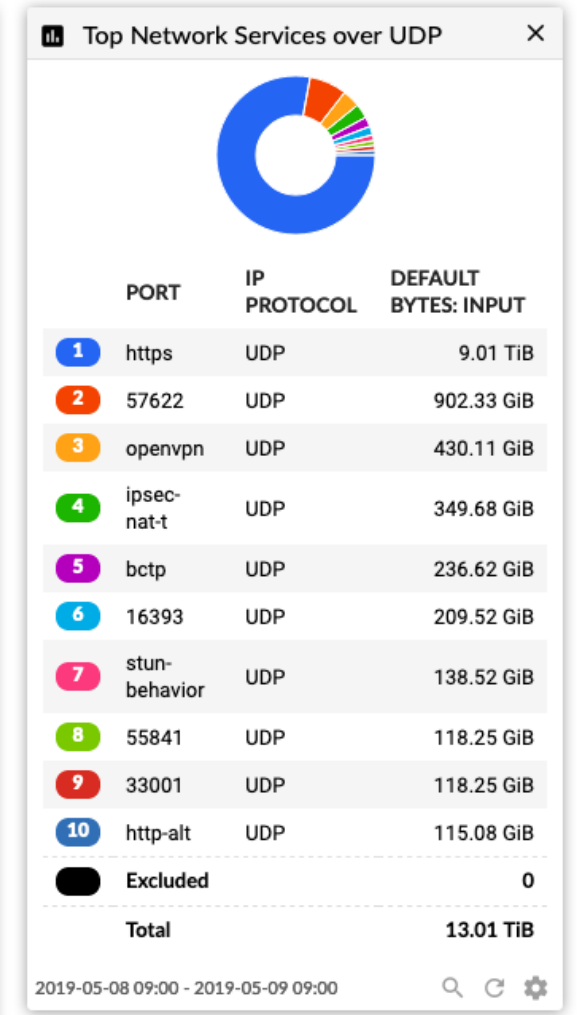 Top Network Services over UDP
PORT IP PROTOCOL DEFAULT BYTES: INPUT
1 https UDP 9.01 TiB
2 57622 UDP 902.33 GiB
3 openvpn UDP 430.11 GiB
4 ipsec-
nat-t UDP 349.68 GiB
5 bctp UDP 236.62 GiB
6 16393 UDP 209.52 GiB
7 stun-
behavior UDP 138.52 GiB
8 55841 UDP 118.25 GiB
9 33001 UDP 118.25 GiB
10 http-alt UDP 115.08 GiB
Excluded 0
Total 13.01 TiB
2019-05-08 09:00 - 2019-05-09 09:00